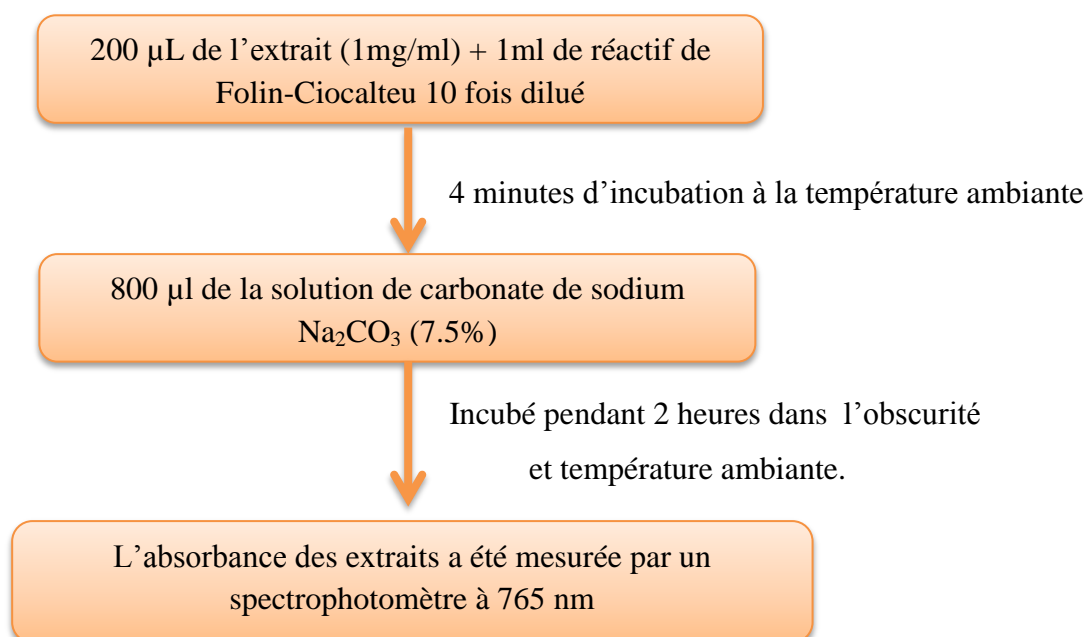 200 µL de l’extrait (1mg/ml) + 1ml de réactif de
Folin-Ciocalteu 10 fois dilué
4 minutes d’incubation à la température ambiante
800 µl de la solution de carbonate de sodium
Na₂CO₃ (7.5%)
Incubé pendant 2 heures dans l’obscurité
et température ambiante.
L’absorbance des extraits a été mesurée par un
spectrophotomètre à 765 nm